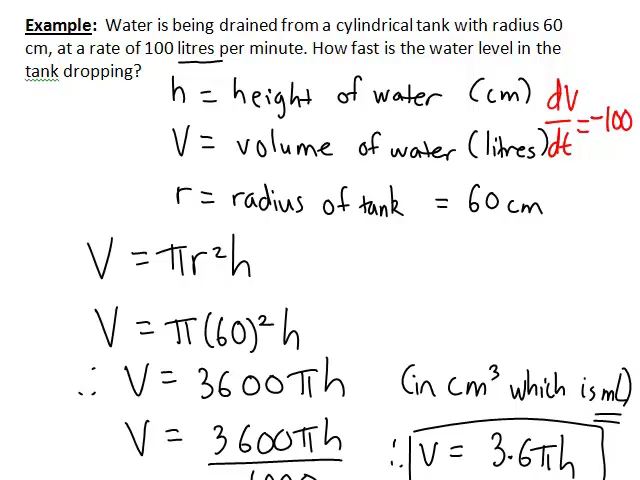 Example: Water is being drained from a cylindrical tank with radius 60
cm, at a rate of 100 litres per minute. How fast is the water level in the
tank dropping?
h = height of water (cm)
dV/dt = -100
V = volume of water (litres)
r = radius of tank = 60 cm
V = πr²h
V = π(60)²h
∴ V = 3600πh (in cm³ which is mL)
V = 3600πh/1000 ∴ V = 3.6πh